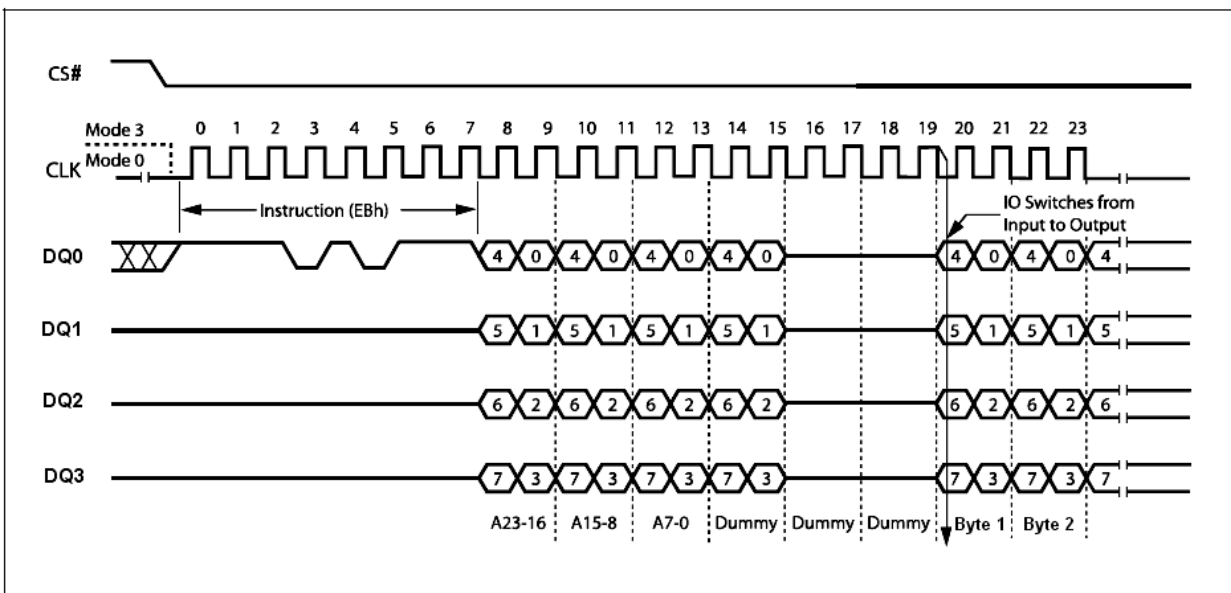 CS#
Mode 3
0 1 2 3 4 5 6 7 8 9 10 11 12 13 14 15 16 17 18 19 20 21 22 23
Mode 0
CLK
Instruction (EBh)
IO Switches from
Input to Output
DQ0 4 0 4 0 4 0 4 0 4 0 4 0 4
DQ1 5 1 5 1 5 1 5 1 5 1 5 1 5
DQ2 6 2 6 2 6 2 6 2 6 2 6 2 6
DQ3 7 3 7 3 7 3 7 3 7 3 7 3 7
A23-16 A15-8 A7-0 Dummy Dummy Dummy Byte 1 Byte 2